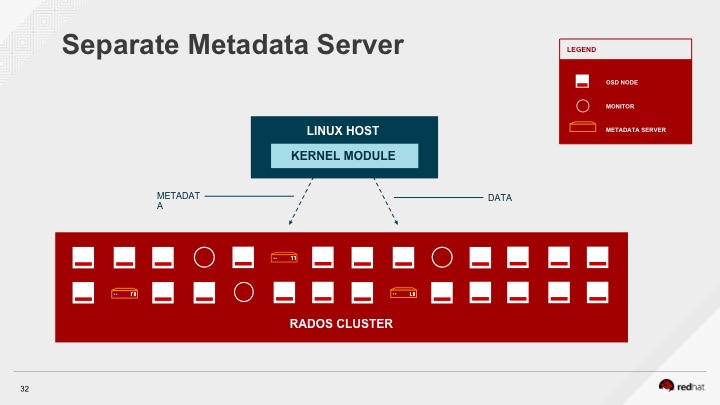 Separate Metadata Server
LEGEND
OSD NODE
MONITOR
METADATA SERVER
LINUX HOST
KERNEL MODULE
METADAT
A
DATA
RADOS CLUSTER
32
redhat.